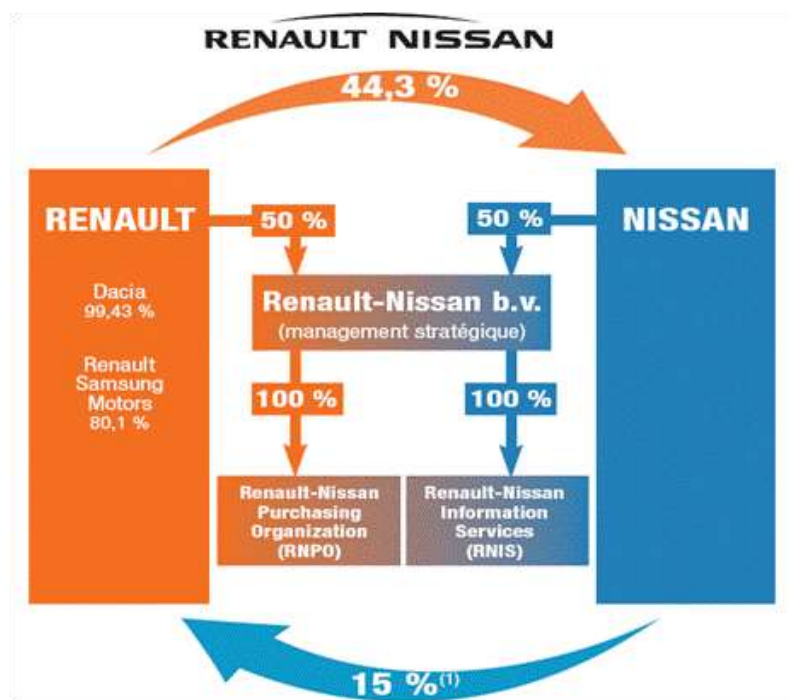 RENAULT NISSAN
44,3 %
RENAULT
50 %
50 %
NISSAN
Dacia
99,43 %
Renault
Samsung
Motors
80,1 %
Renault-Nissan b.v.
(management stratégique)
100 %
100 %
Renault-Nissan
Purchasing
Organization
(RNPO)
Renault-Nissan
Information
Services
(RNIS)
15 %(1)